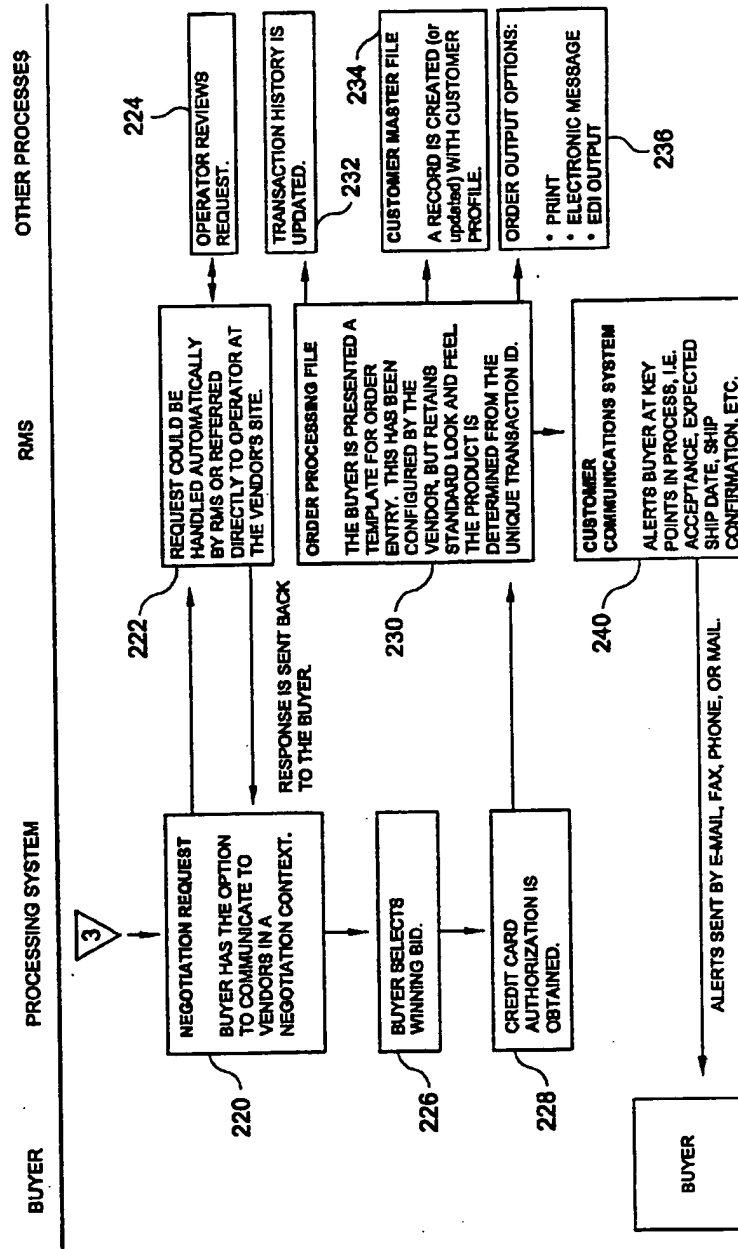 BUYER
PROCESSING SYSTEM
RMS
OTHER PROCESSES
3
NEGOTIATION REQUEST
BUYER HAS THE OPTION
TO COMMUNICATE TO
VENDORS IN A
NEGOTIATION CONTEXT.
220
REQUEST COULD BE
HANDLED AUTOMATICALLY
BY RMS OR REFERRED
DIRECTLY TO OPERATOR AT
THE VENDOR'S SITE.
222
OPERATOR REVIEWS
REQUEST.
224
RESPONSE IS SENT BACK
TO THE BUYER.
BUYER SELECTS
WINNING BID.
226
CREDIT CARD
AUTHORIZATION IS
OBTAINED.
228
ORDER PROCESSING FILE
THE BUYER IS PRESENTED A
TEMPLATE FOR ORDER
ENTRY. THIS HAS BEEN
CONFIGURED BY THE
VENDOR, BUT RETAINS
STANDARD LOOK AND FEEL.
THE PRODUCT IS
DETERMINED FROM THE
UNIQUE TRANSACTION ID.
230
TRANSACTION HISTORY IS
UPDATED.
232
CUSTOMER MASTER FILE
A RECORD IS CREATED (or
updated) WITH CUSTOMER
PROFILE.
234
ORDER OUTPUT OPTIONS:
• PRINT
• ELECTRONIC MESSAGE
• EDI OUTPUT
236
CUSTOMER
COMMUNICATIONS SYSTEM
ALERTS BUYER AT KEY
POINTS IN PROCESS, I.E.
ACCEPTANCE, EXPECTED
SHIP DATE, SHIP
CONFIRMATION, ETC.
240
ALERTS SENT BY E-MAIL, FAX, PHONE, OR MAIL.
BUYER